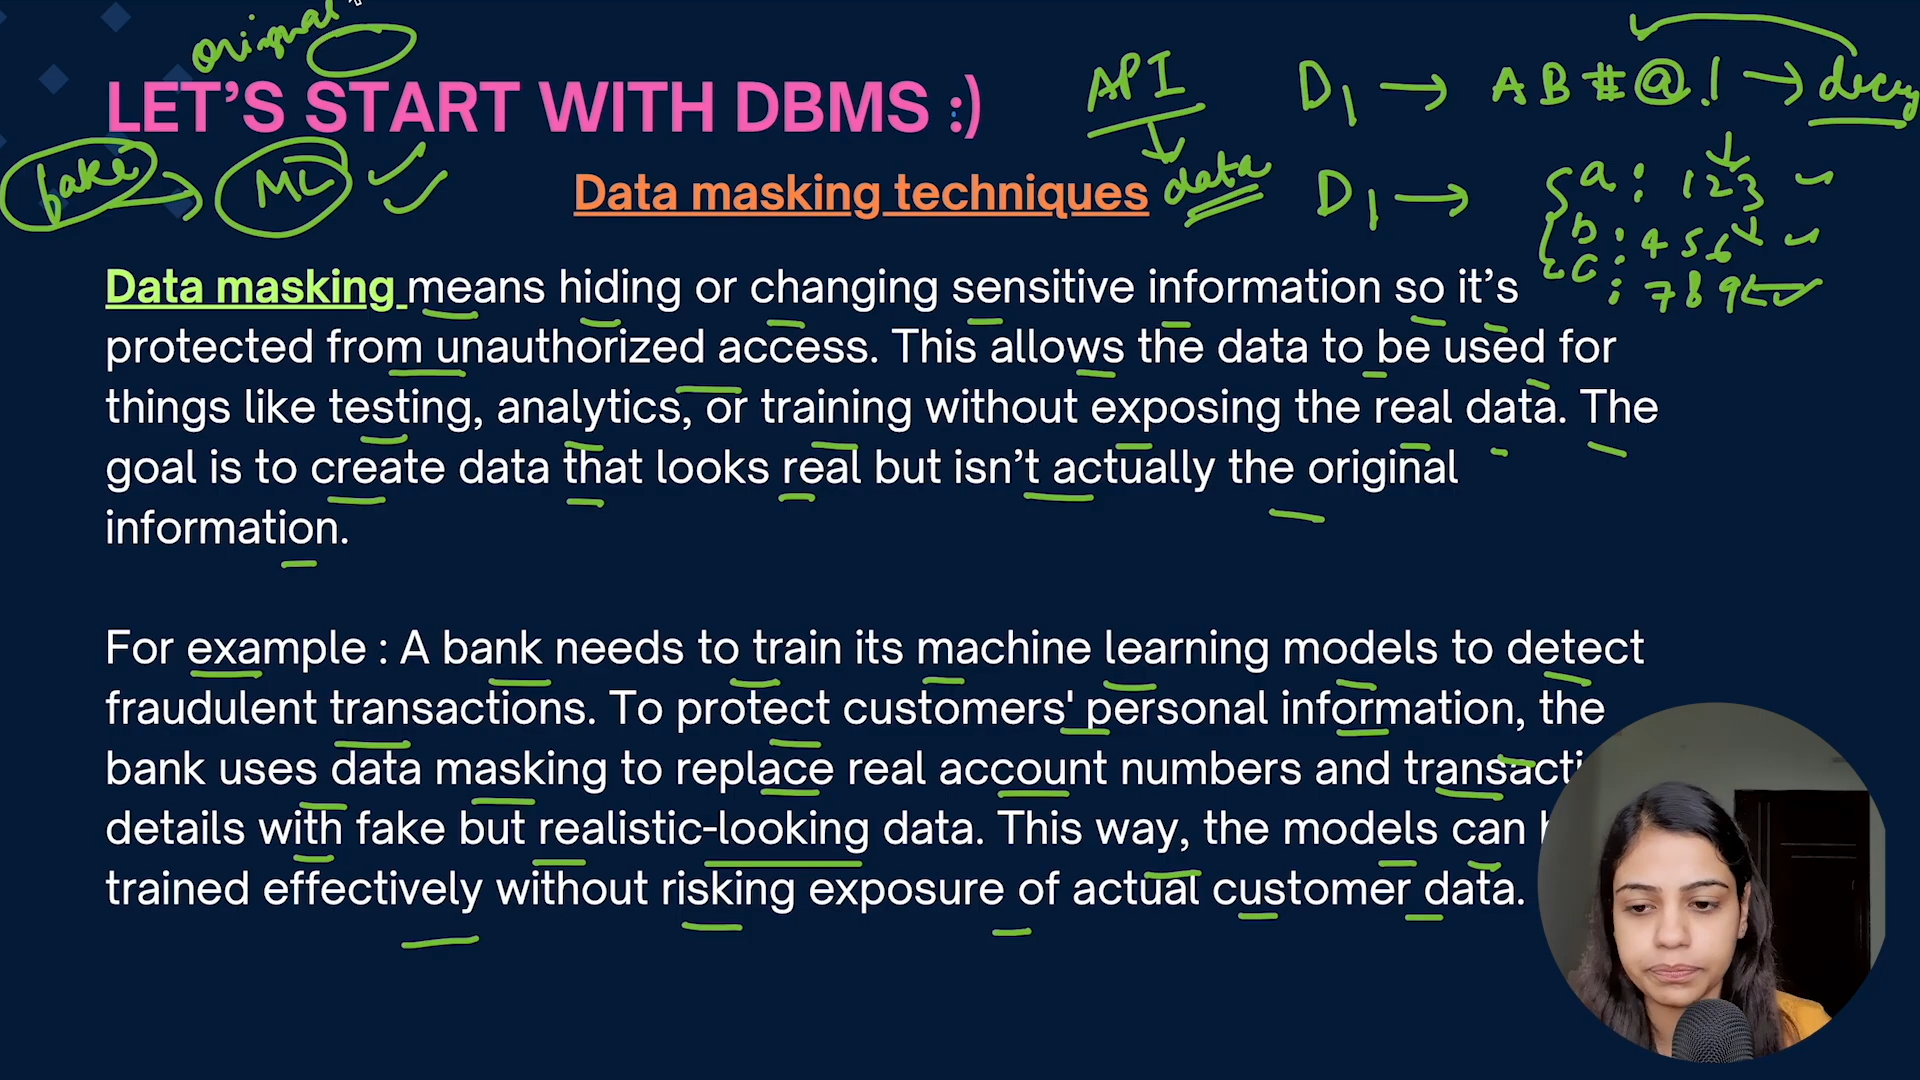 original
LET'S START WITH DBMS :)
API
D1 → AB#@.! →
fake → ML
Data masking techniques
data
D1 →
a : 123
b : 456
c : 789
Data masking means hiding or changing sensitive information so it's
protected from unauthorized access. This allows the data to be used for
things like testing, analytics, or training without exposing the real data. The
goal is to create data that looks real but isn't actually the original
information.
For example : A bank needs to train its machine learning models to detect
fraudulent transactions. To protect customers' personal information, the
bank uses data masking to replace real account numbers and transacti
details with fake but realistic-looking data. This way, the models can
trained effectively without risking exposure of actual customer data.